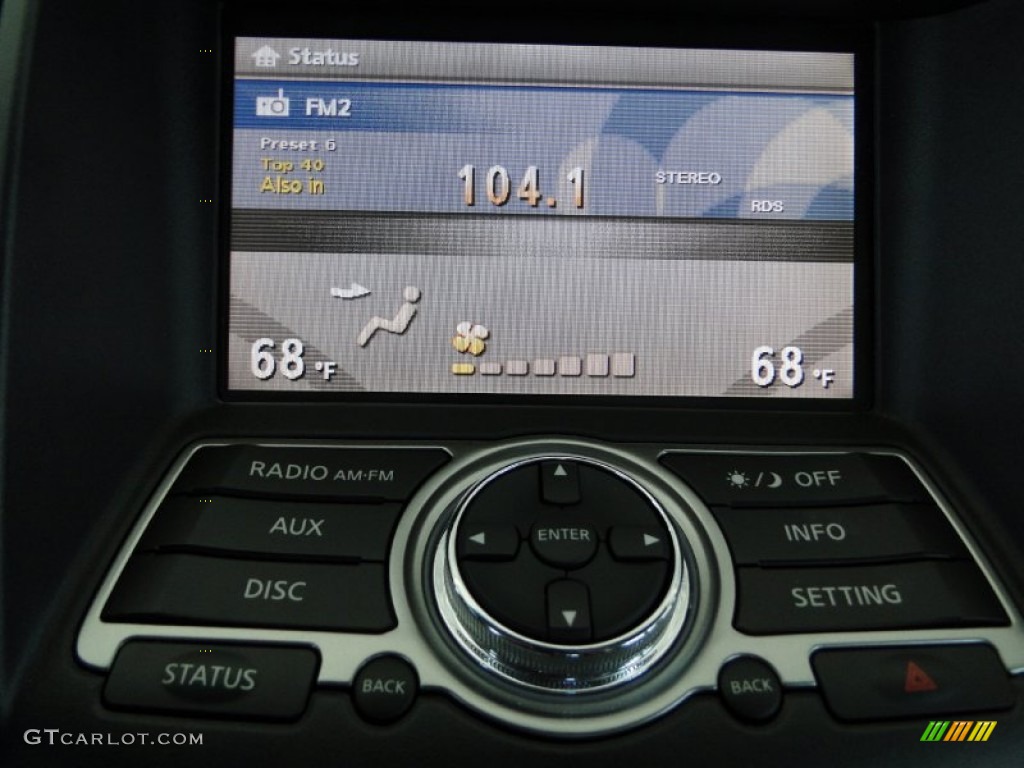 Status
FM2
Preset 6
Top 40
Also in
104.1
STEREO
RDS
68 °F
68 °F
RADIO AM·FM
AUX
DISC
STATUS
BACK
ENTER
/ OFF
INFO
SETTING
BACK
GTCARLOT.COM